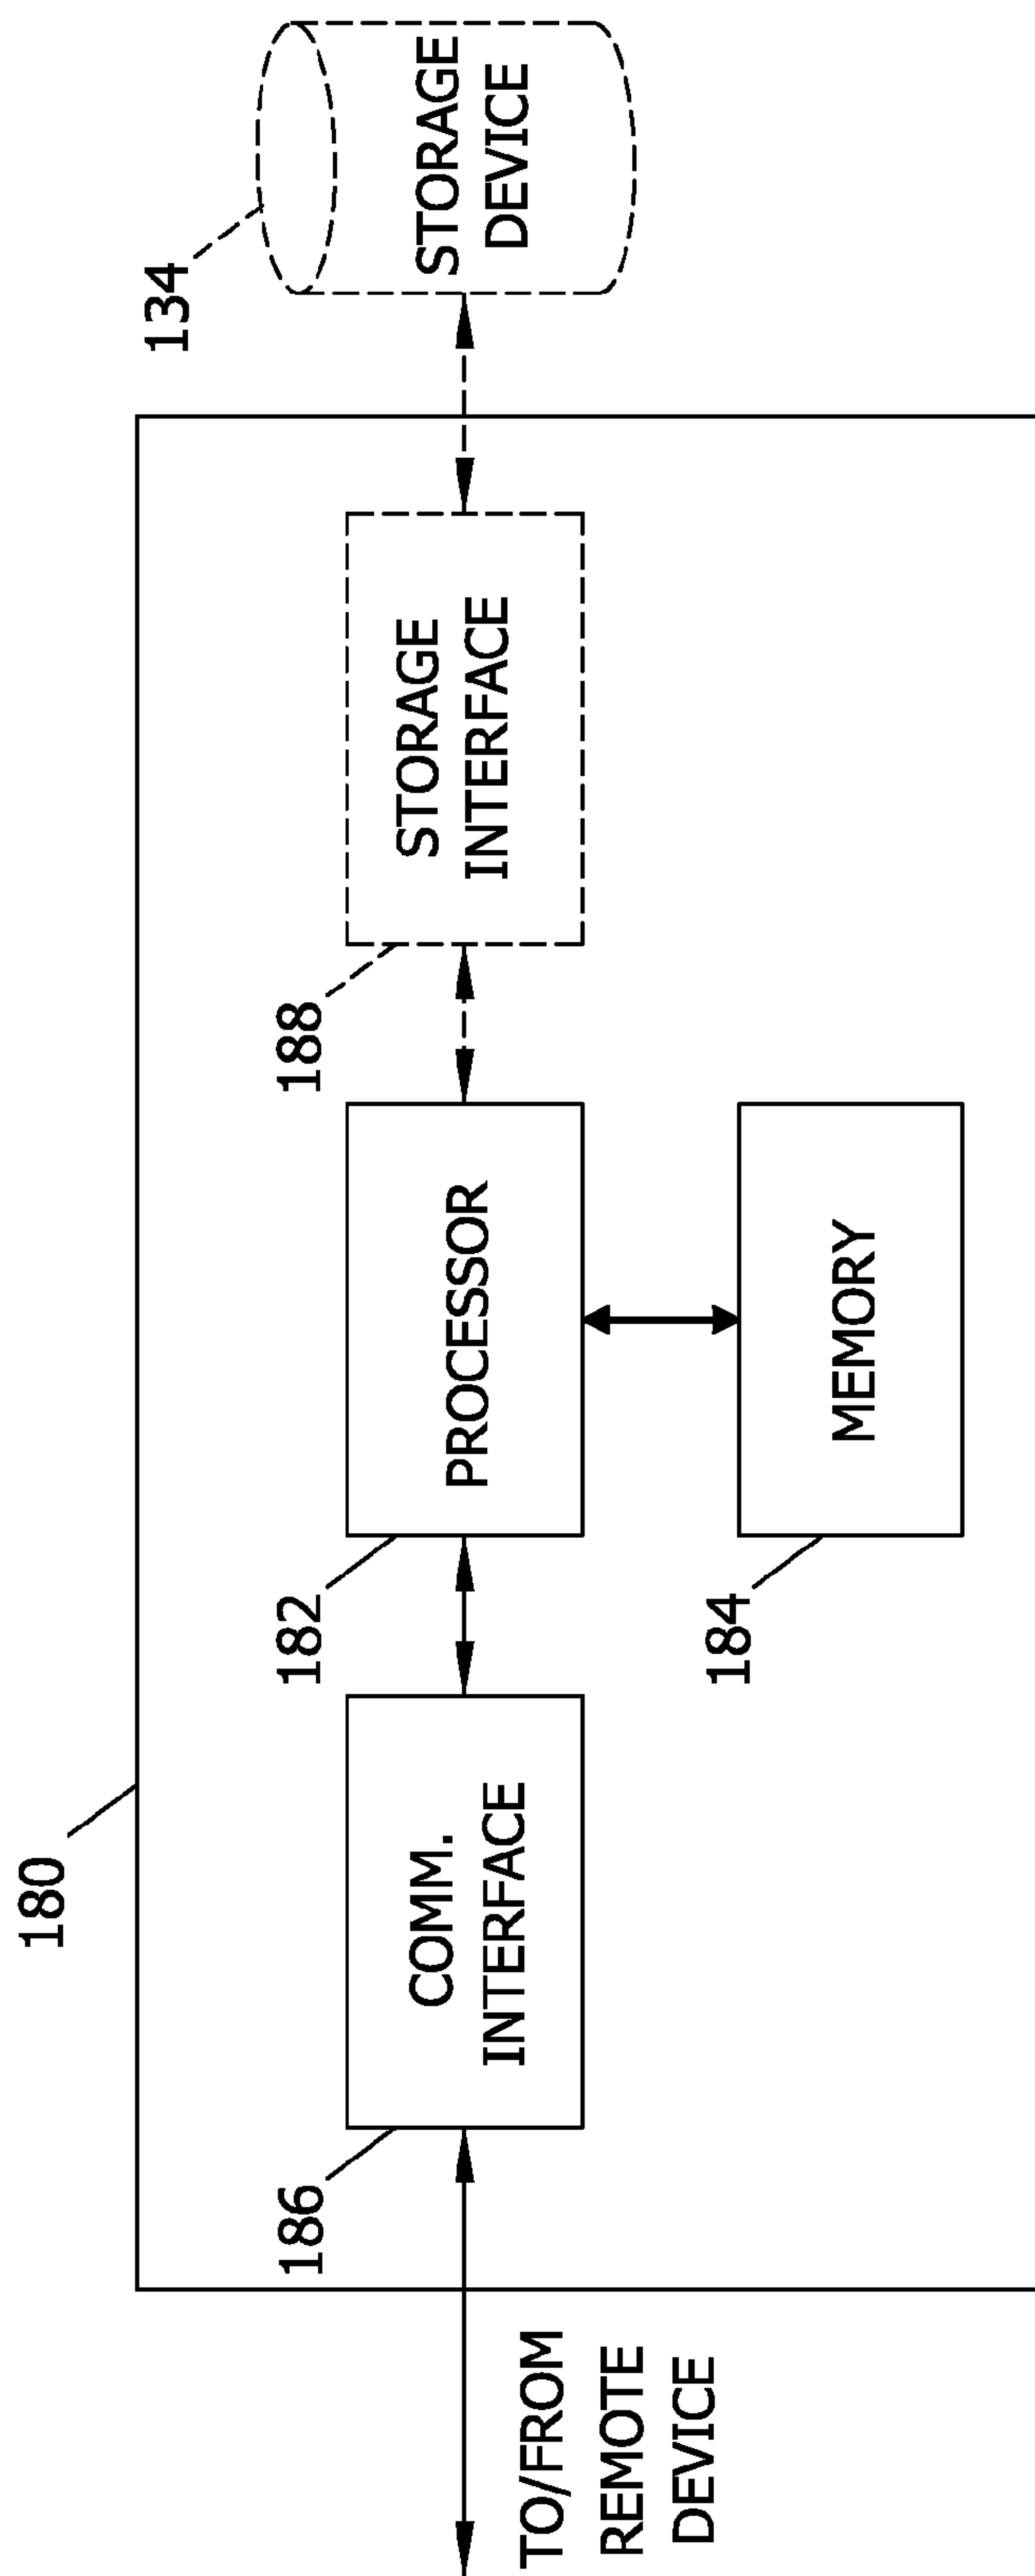 180
186
COMM.
INTERFACE
182
PROCESSOR
188
STORAGE
INTERFACE
134
STORAGE
DEVICE
TO/FROM
REMOTE
DEVICE
184
MEMORY